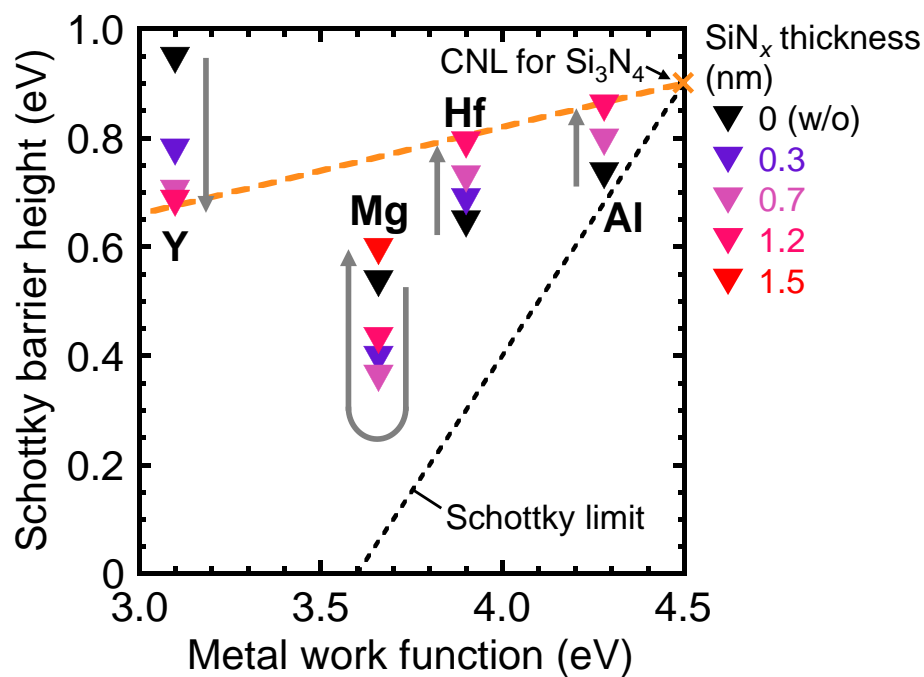 Schottky barrier height (eV)
1.0
0.8
0.6
0.4
0.2
0
3.0
3.5
4.0
4.5
Metal work function (eV)
CNL for Si3N4
Hf
Mg
Y
Al
Schottky limit
SiNx thickness
(nm)
0 (w/o)
0.3
0.7
1.2
1.5